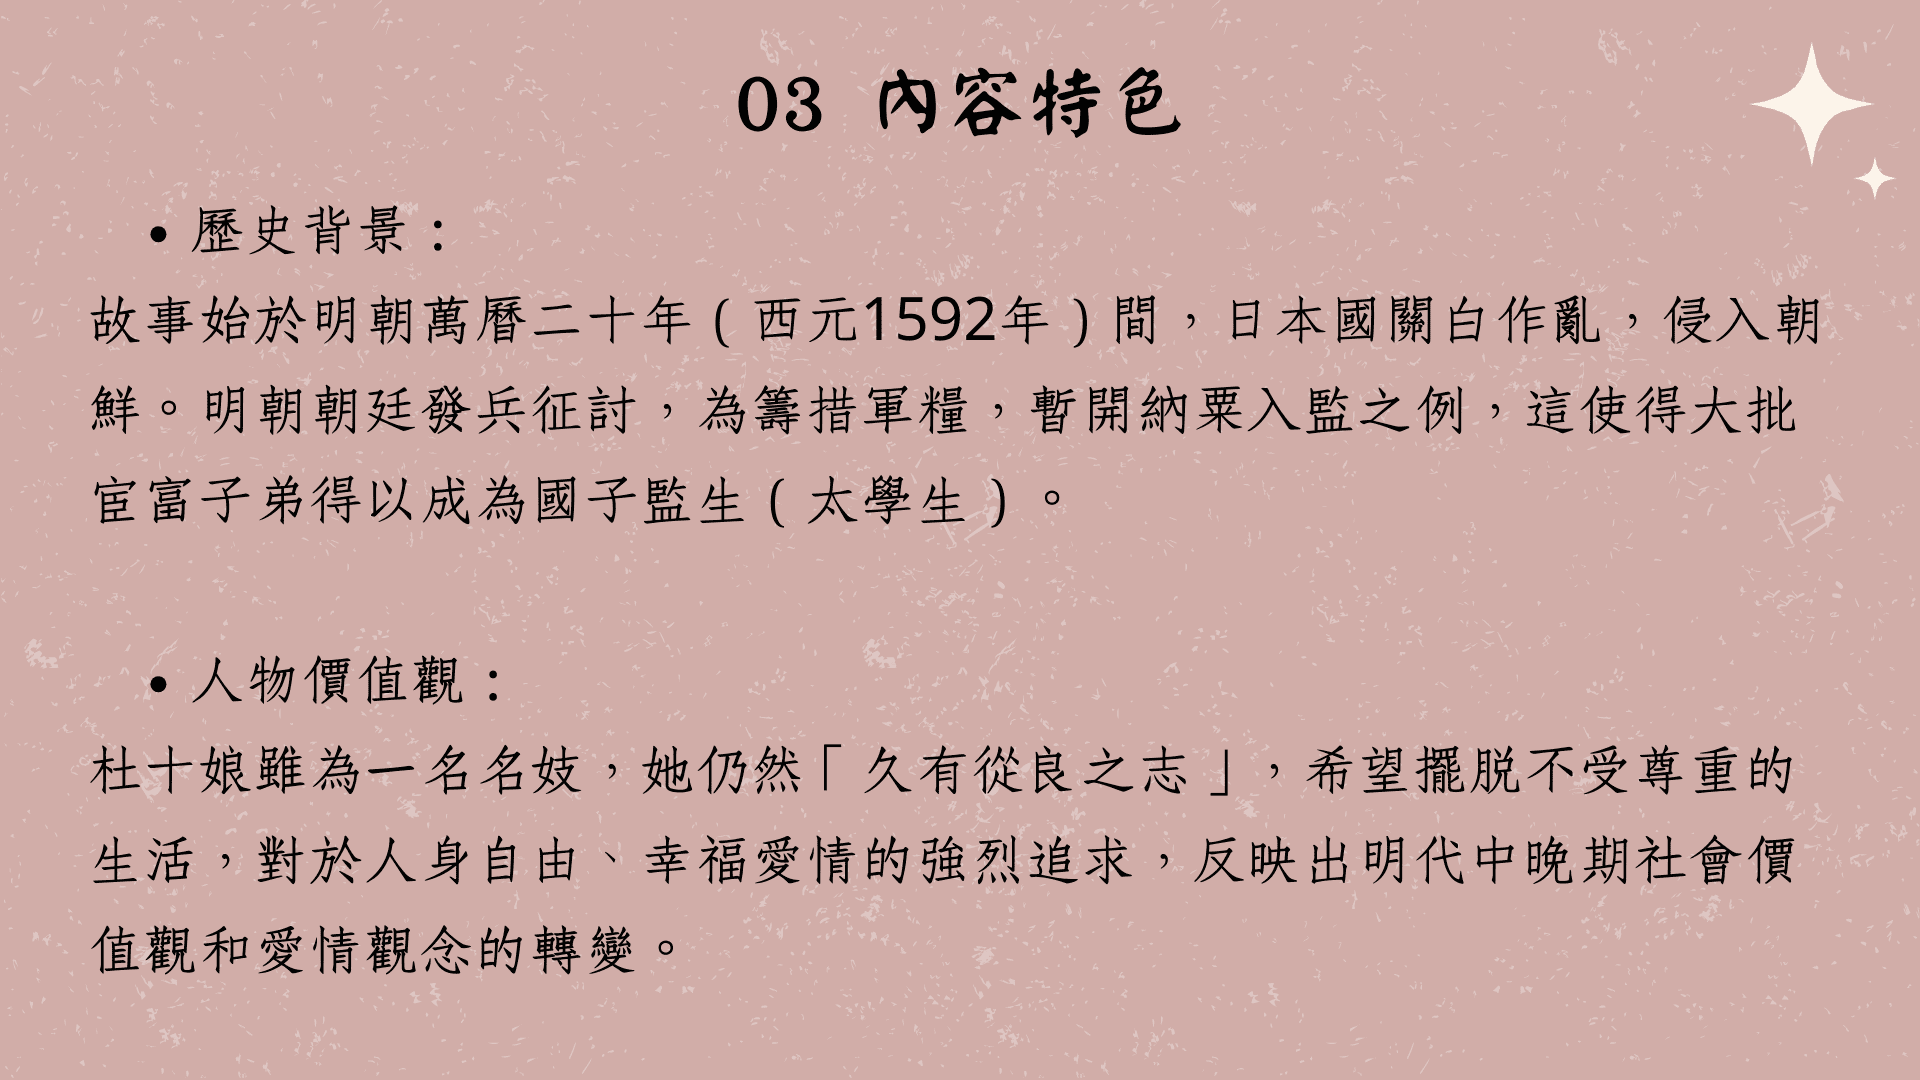 03 內容特色
• 歷史背景：
故事始於明朝萬曆二十年（西元1592年）間，日本國關白作亂，侵入朝
鮮。明朝朝廷發兵征討，為籌措軍糧，暫開納粟入監之例，這使得大批
宦富子弟得以成為國子監生（太學生）。
• 人物價值觀：
杜十娘雖為一名名妓，她仍然「久有從良之志」，希望擺脫不受尊重的
生活，對於人身自由、幸福愛情的強烈追求，反映出明代中晚期社會價
值觀和愛情觀念的轉變。